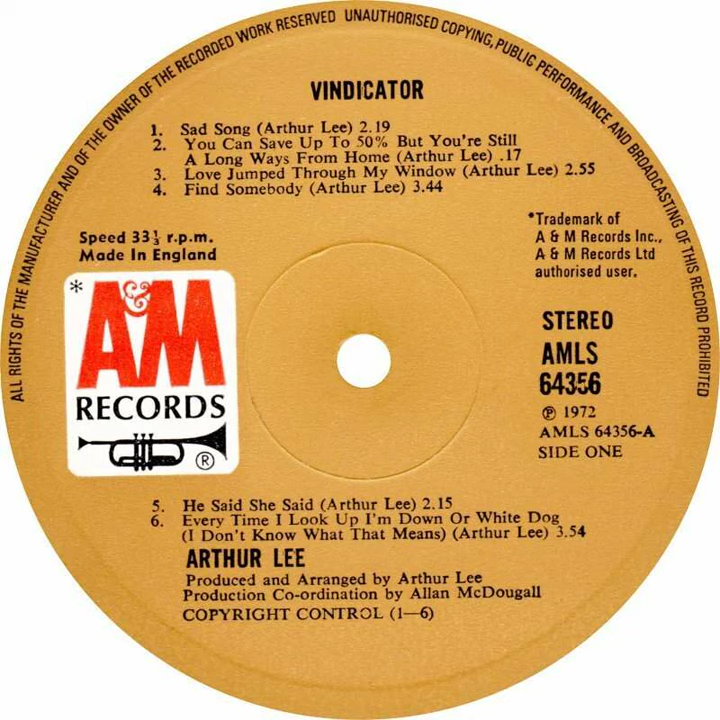 ALL RIGHTS OF THE MANUFACTURER AND OF THE OWNER OF THE RECORDED WORK RESERVED UNAUTHORISED COPYING, PUBLIC PERFORMANCE AND BROADCASTING OF THIS RECORD PROHIBITED
VINDICATOR
1. Sad Song (Arthur Lee) 2.19
2. You Can Save Up To 50% But You're Still
A Long Ways From Home (Arthur Lee) .17
3. Love Jumped Through My Window (Arthur Lee) 2.55
4. Find Somebody (Arthur Lee) 3.44
Speed 33⅓ r.p.m.
Made In England
*Trademark of
A & M Records Inc.,
A & M Records Ltd
authorised user.
*
A&M
RECORDS
®
STEREO
AMLS
64356
℗ 1972
AMLS 64356-A
SIDE ONE
5. He Said She Said (Arthur Lee) 2.15
6. Every Time I Look Up I'm Down Or White Dog
(I Don't Know What That Means) (Arthur Lee) 3.54
ARTHUR LEE
Produced and Arranged by Arthur Lee
Production Co-ordination by Allan McDougall
COPYRIGHT CONTROL (1—6)